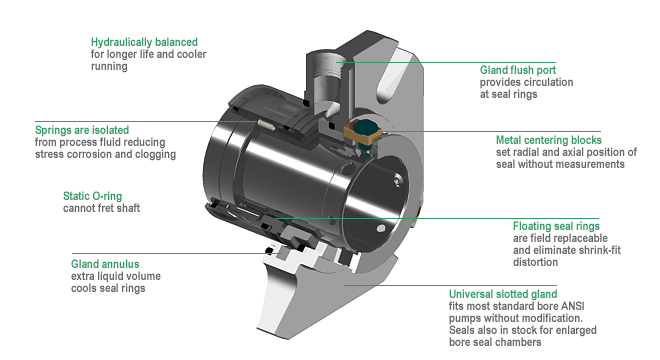 Hydraulically balanced
for longer life and cooler
running
Gland flush port
provides circulation
at seal rings
Springs are isolated
from process fluid reducing
stress corrosion and clogging
Metal centering blocks
set radial and axial position of
seal without measurements
Static O-ring
cannot fret shaft
Floating seal rings
are field replaceable
and eliminate shrink-fit
distortion
Gland annulus
extra liquid volume
cools seal rings
Universal slotted gland
fits most standard bore ANSI
pumps without modification.
Seals also in stock for enlarged
bore seal chambers